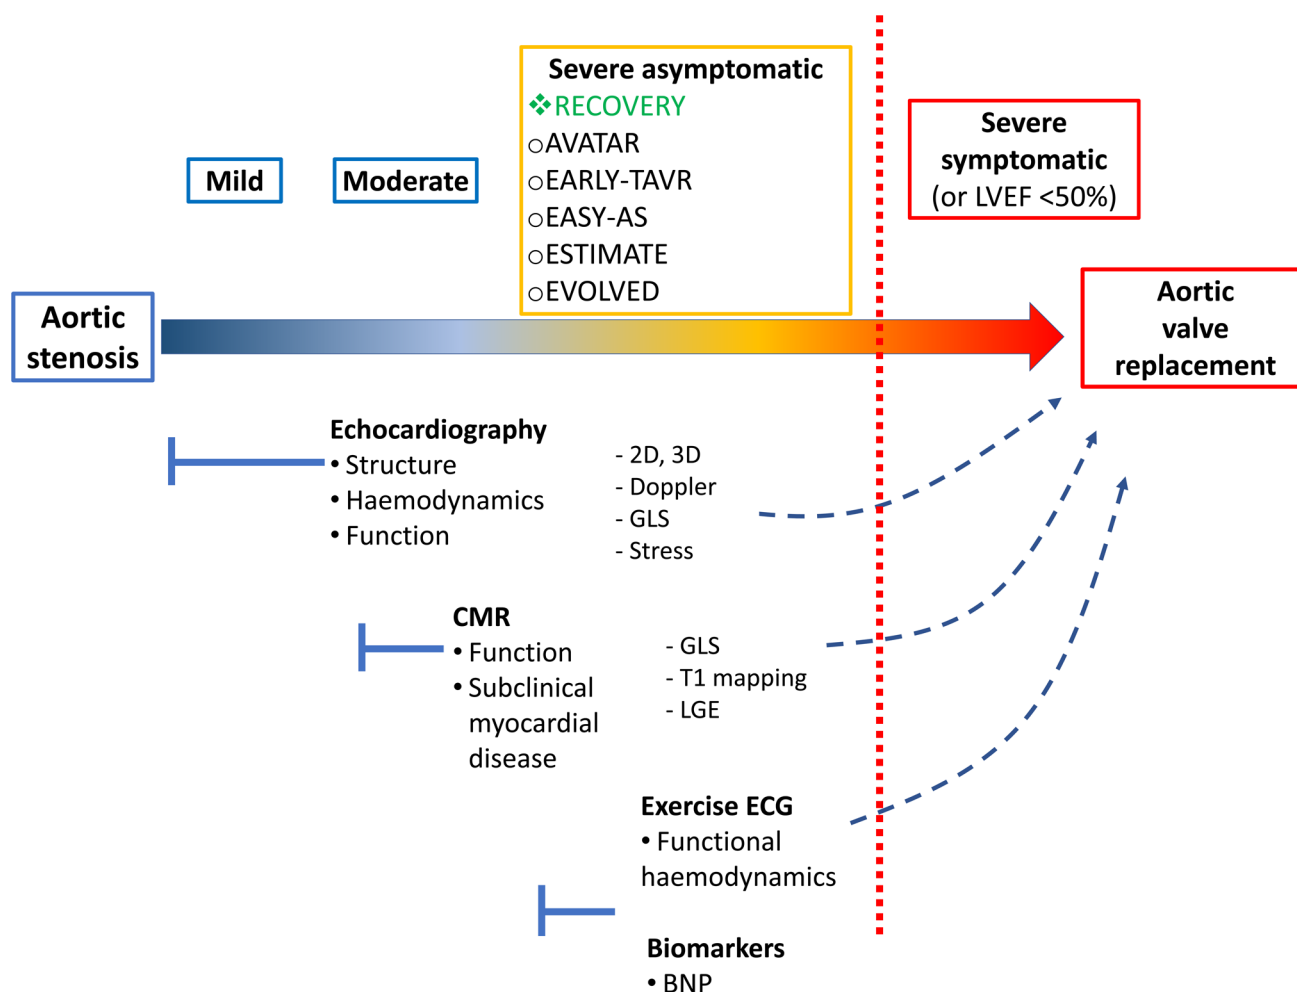 Severe asymptomatic
❖RECOVERY
○AVATAR
○EARLY-TAVR
○EASY-AS
○ESTIMATE
○EVOLVED
Mild
Moderate
Severe
symptomatic
(or LVEF <50%)
Aortic
stenosis
Aortic
valve
replacement
Echocardiography
• Structure
• Haemodynamics
• Function
- 2D, 3D
- Doppler
- GLS
- Stress
CMR
• Function
• Subclinical
myocardial
disease
- GLS
- T1 mapping
- LGE
Exercise ECG
• Functional
haemodynamics
Biomarkers
• BNP